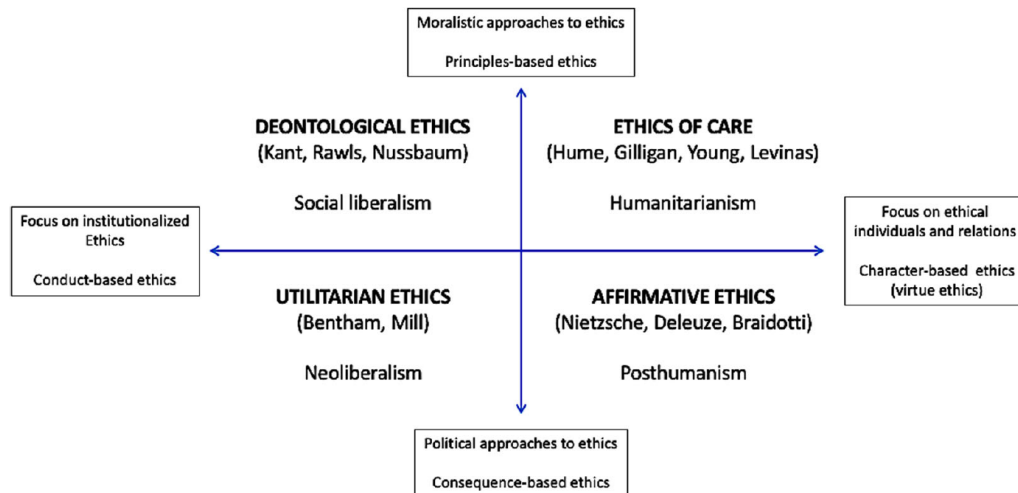 Moralistic approaches to ethics
Principles-based ethics
DEONTOLOGICAL ETHICS
(Kant, Rawls, Nussbaum)
Social liberalism
ETHICS OF CARE
(Hume, Gilligan, Young, Levinas)
Humanitarianism
Focus on institutionalized
Ethics
Conduct-based ethics
Focus on ethical
individuals and relations
Character-based ethics
(virtue ethics)
UTILITARIAN ETHICS
(Bentham, Mill)
Neoliberalism
AFFIRMATIVE ETHICS
(Nietzsche, Deleuze, Braidotti)
Posthumanism
Political approaches to ethics
Consequence-based ethics